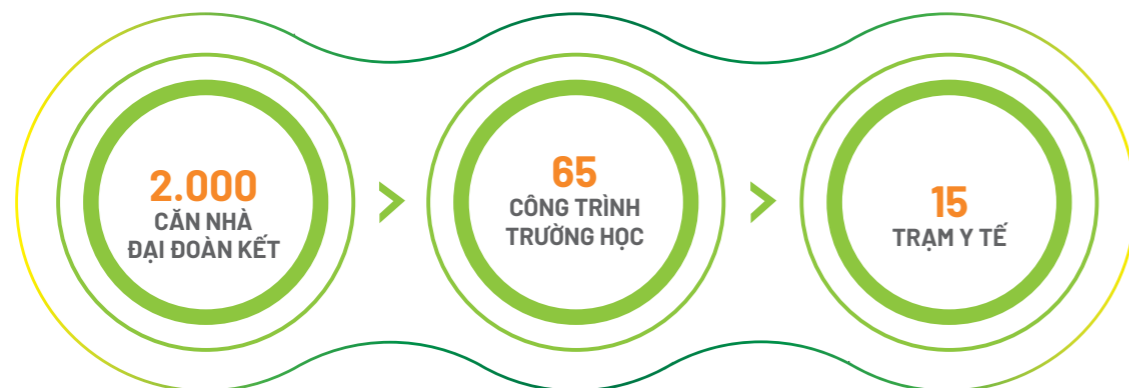 2.000
CĂN NHÀ
ĐẠI ĐOÀN KẾT
65
CÔNG TRÌNH
TRƯỜNG HỌC
15
TRẠM Y TẾ